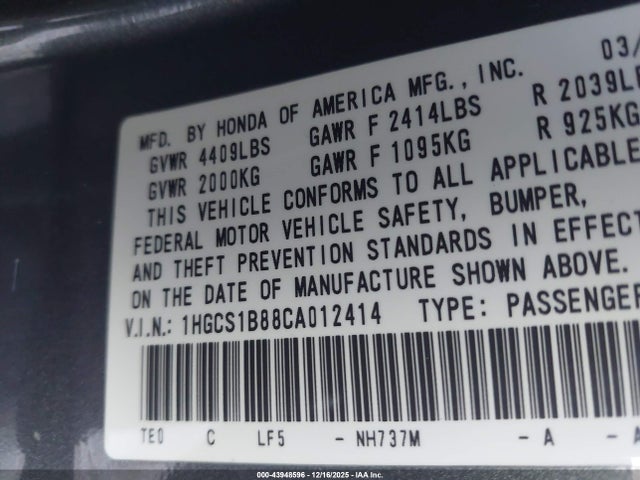 03/
MFD. BY HONDA OF AMERICA MFG., INC.
GVWR 4409LBS GAWR F 2414LBS R 2039LB
GVWR 2000KG GAWR F 1095KG R 925KG
THIS VEHICLE CONFORMS TO ALL APPLICABLE
FEDERAL MOTOR VEHICLE SAFETY, BUMPER,
AND THEFT PREVENTION STANDARDS IN EFFECT
ON THE DATE OF MANUFACTURE SHOWN ABOVE.
V.I.N.: 1HGCS1B88CA012414 TYPE: PASSENGER
TE0 C LF5 - NH737M - A - A
000-43948596 - 12/16/2025 - IAA Inc.